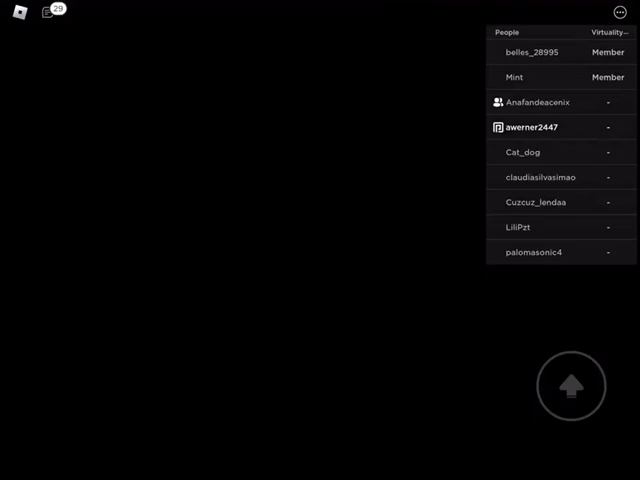 29
People Virtuality...
belles_28995 Member
Mint Member
Anafandeacenix -
awerner2447 -
Cat_dog -
claudiasilvasimao -
Cuzcuz_lendaa -
LiliPzt -
palomasonic4 -